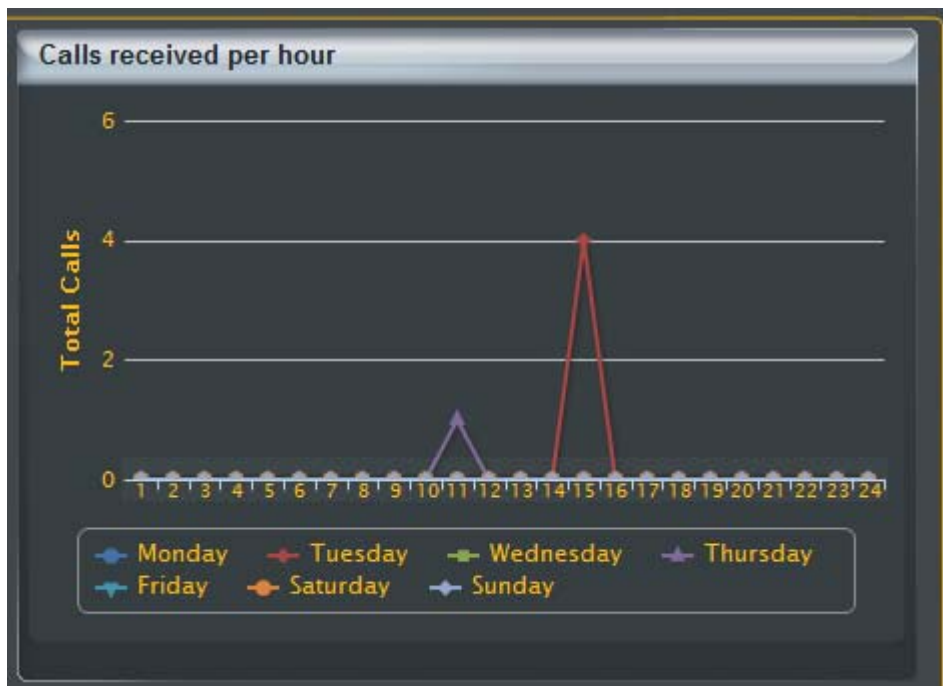 Calls received per hour
6
4
2
0
Total Calls
1 2 3 4 5 6 7 8 9 10 11 12 13 14 15 16 17 18 19 20 21 22 23 24
Monday Tuesday Wednesday Thursday
Friday Saturday Sunday